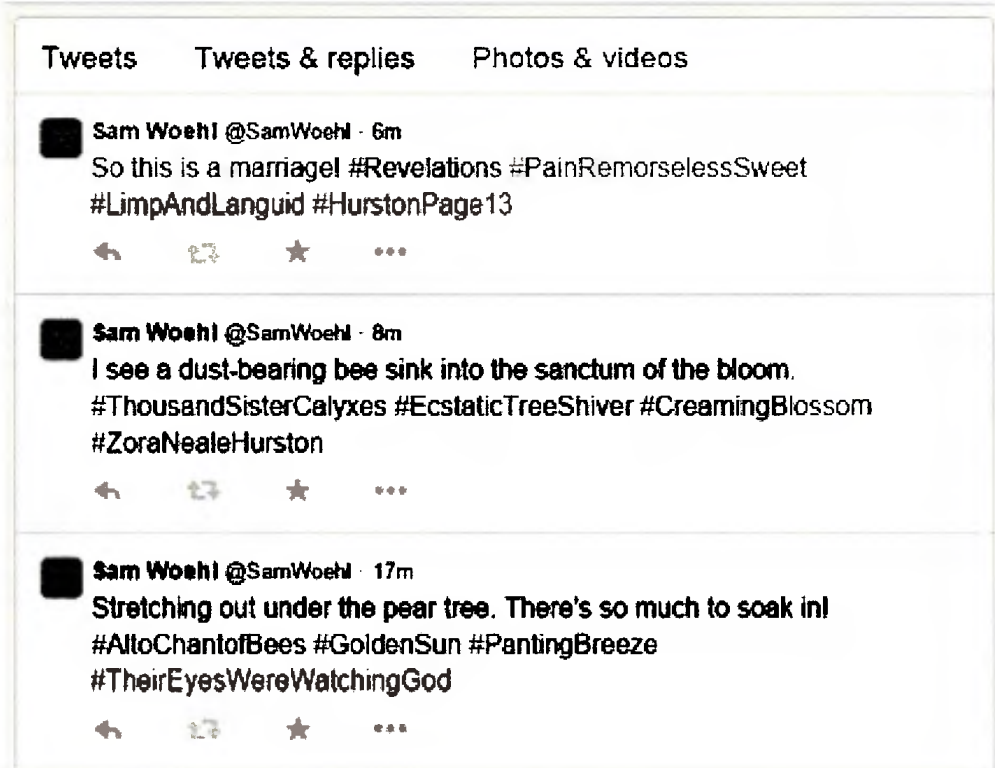 Tweets Tweets & replies Photos & videos
Sam Woehl @SamWoehl · 6m
So this is a marriage! #Revelations #PainRemorselessSweet
#LimpAndLanguid #HurstonPage13
Sam Woehl @SamWoehl · 8m
I see a dust-bearing bee sink into the sanctum of the bloom.
#ThousandSisterCalyxes #EcstaticTreeShiver #CreamingBlossom
#ZoraNealeHurston
Sam Woehl @SamWoehl · 17m
Stretching out under the pear tree. There's so much to soak in!
#AltoChantofBees #GoldenSun #PantingBreeze
#TheirEyesWereWatchingGod